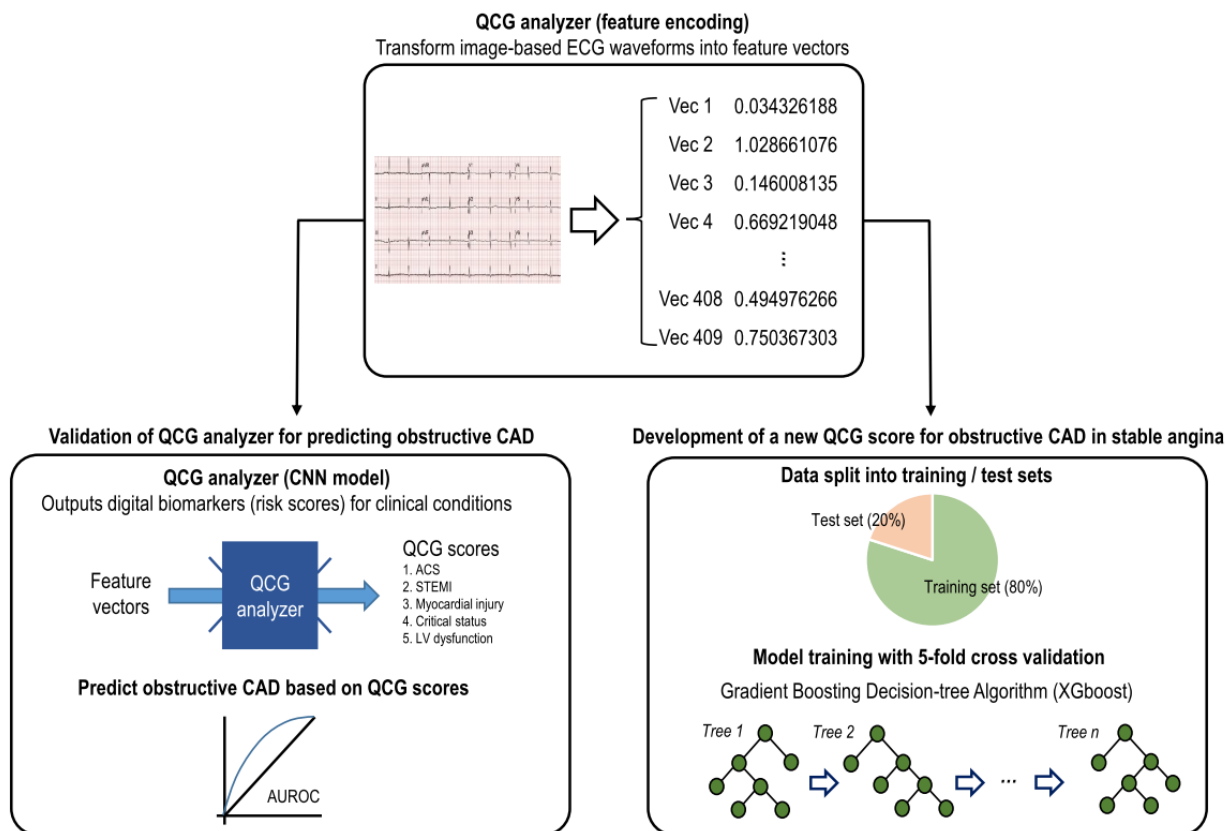 QCG analyzer (feature encoding)
Transform image-based ECG waveforms into feature vectors
Vec 1 0.034326188
Vec 2 1.028661076
Vec 3 0.146008135
Vec 4 0.669219048
...
Vec 408 0.494976266
Vec 409 0.750367303
Validation of QCG analyzer for predicting obstructive CAD
QCG analyzer (CNN model)
Outputs digital biomarkers (risk scores) for clinical conditions
Feature
vectors
QCG
analyzer
QCG scores
1. ACS
2. STEMI
3. Myocardial injury
4. Critical status
5. LV dysfunction
Predict obstructive CAD based on QCG scores
AUROC
Development of a new QCG score for obstructive CAD in stable angina
Data split into training / test sets
Test set (20%)
Training set (80%)
Model training with 5-fold cross validation
Gradient Boosting Decision-tree Algorithm (XGboost)
Tree 1
Tree 2
...
Tree n